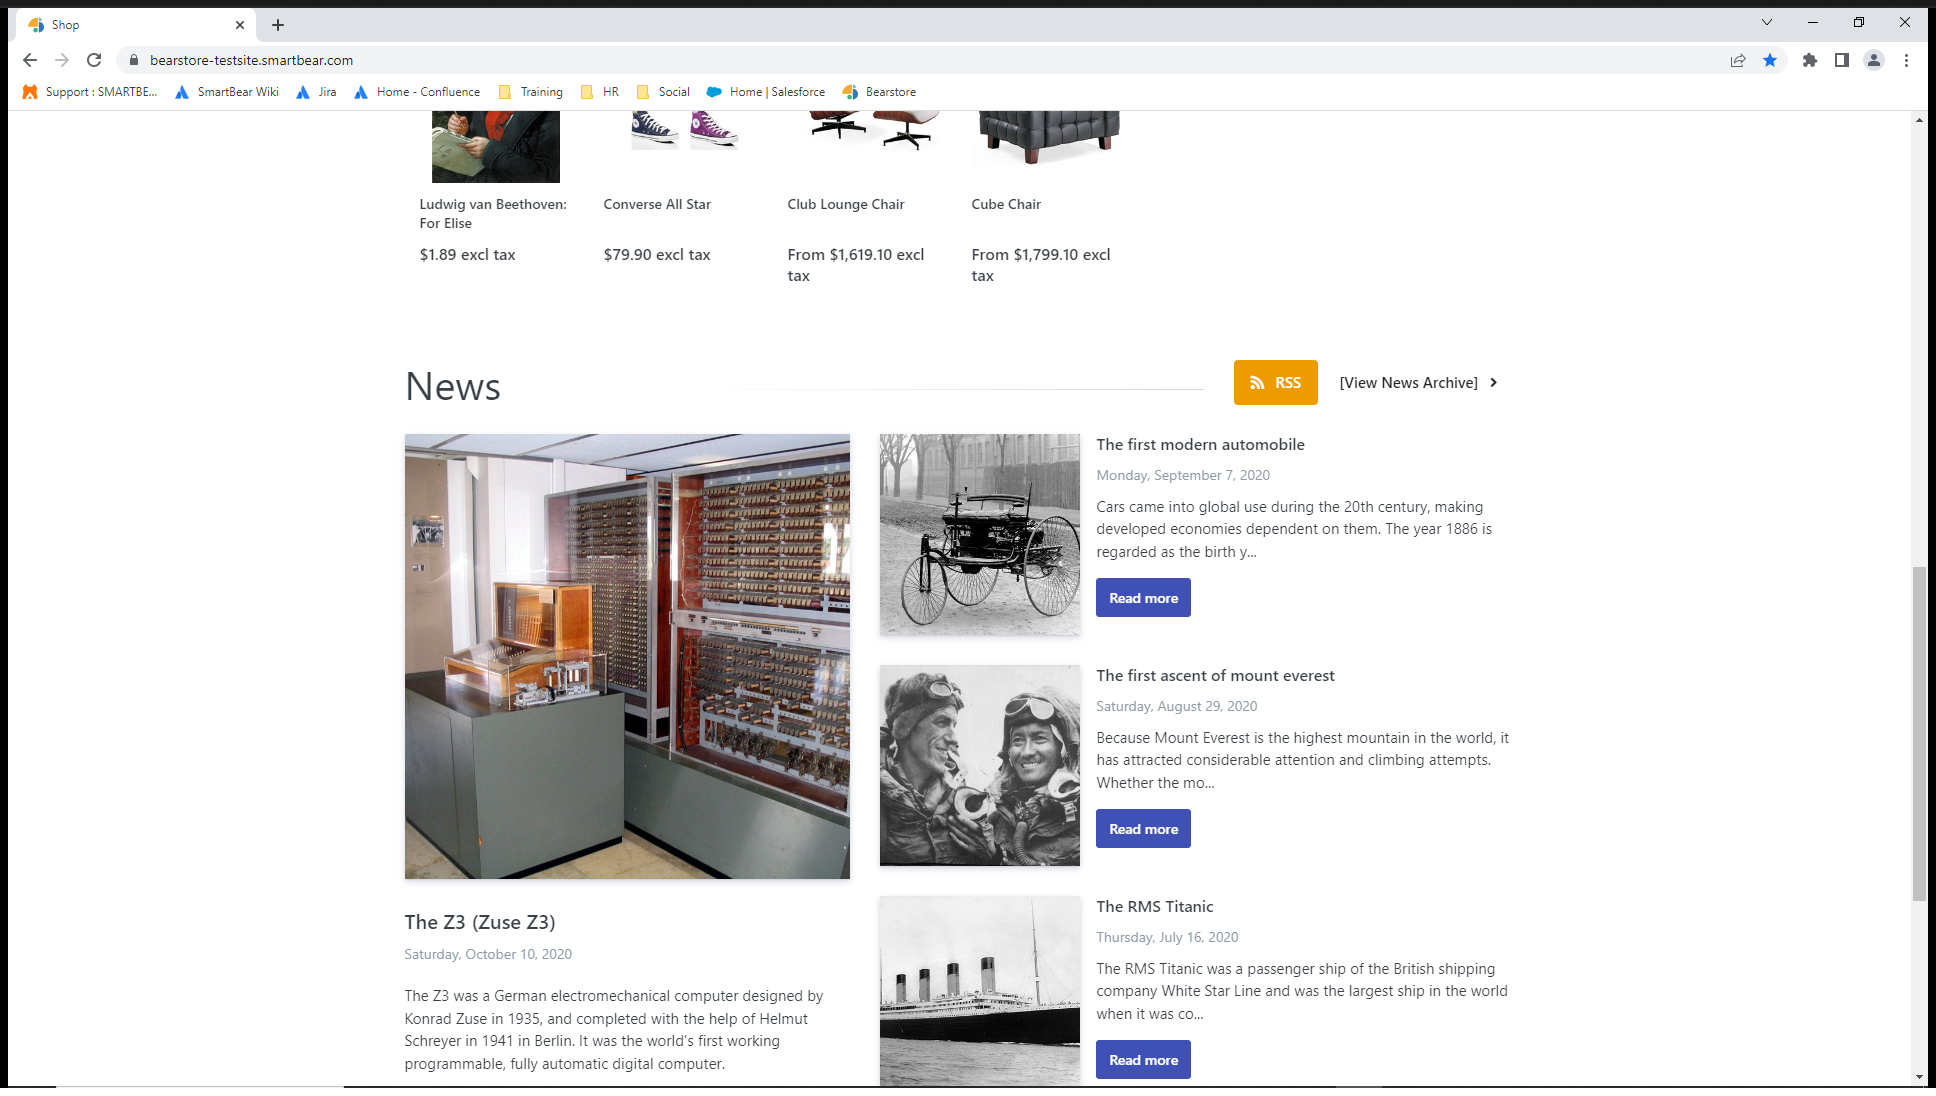 Shop
bearstore-testsite.smartbear.com
Support : SMARTBE...
SmartBear Wiki
Jira
Home - Confluence
Training
HR
Social
Home | Salesforce
Bearstore
Ludwig van Beethoven:
For Elise
$1.89 excl tax
Converse All Star
$79.90 excl tax
Club Lounge Chair
From $1,619.10 excl
tax
Cube Chair
From $1,799.10 excl
tax
News
RSS
[View News Archive]
The Z3 (Zuse Z3)
Saturday, October 10, 2020
The Z3 was a German electromechanical computer designed by
Konrad Zuse in 1935, and completed with the help of Helmut
Schreyer in 1941 in Berlin. It was the world's first working
programmable, fully automatic digital computer.
The first modern automobile
Monday, September 7, 2020
Cars came into global use during the 20th century, making
developed economies dependent on them. The year 1886 is
regarded as the birth y...
Read more
The first ascent of mount everest
Saturday, August 29, 2020
Because Mount Everest is the highest mountain in the world, it
has attracted considerable attention and climbing attempts.
Whether the mo...
Read more
The RMS Titanic
Thursday, July 16, 2020
The RMS Titanic was a passenger ship of the British shipping
company White Star Line and was the largest ship in the world
when it was co...
Read more